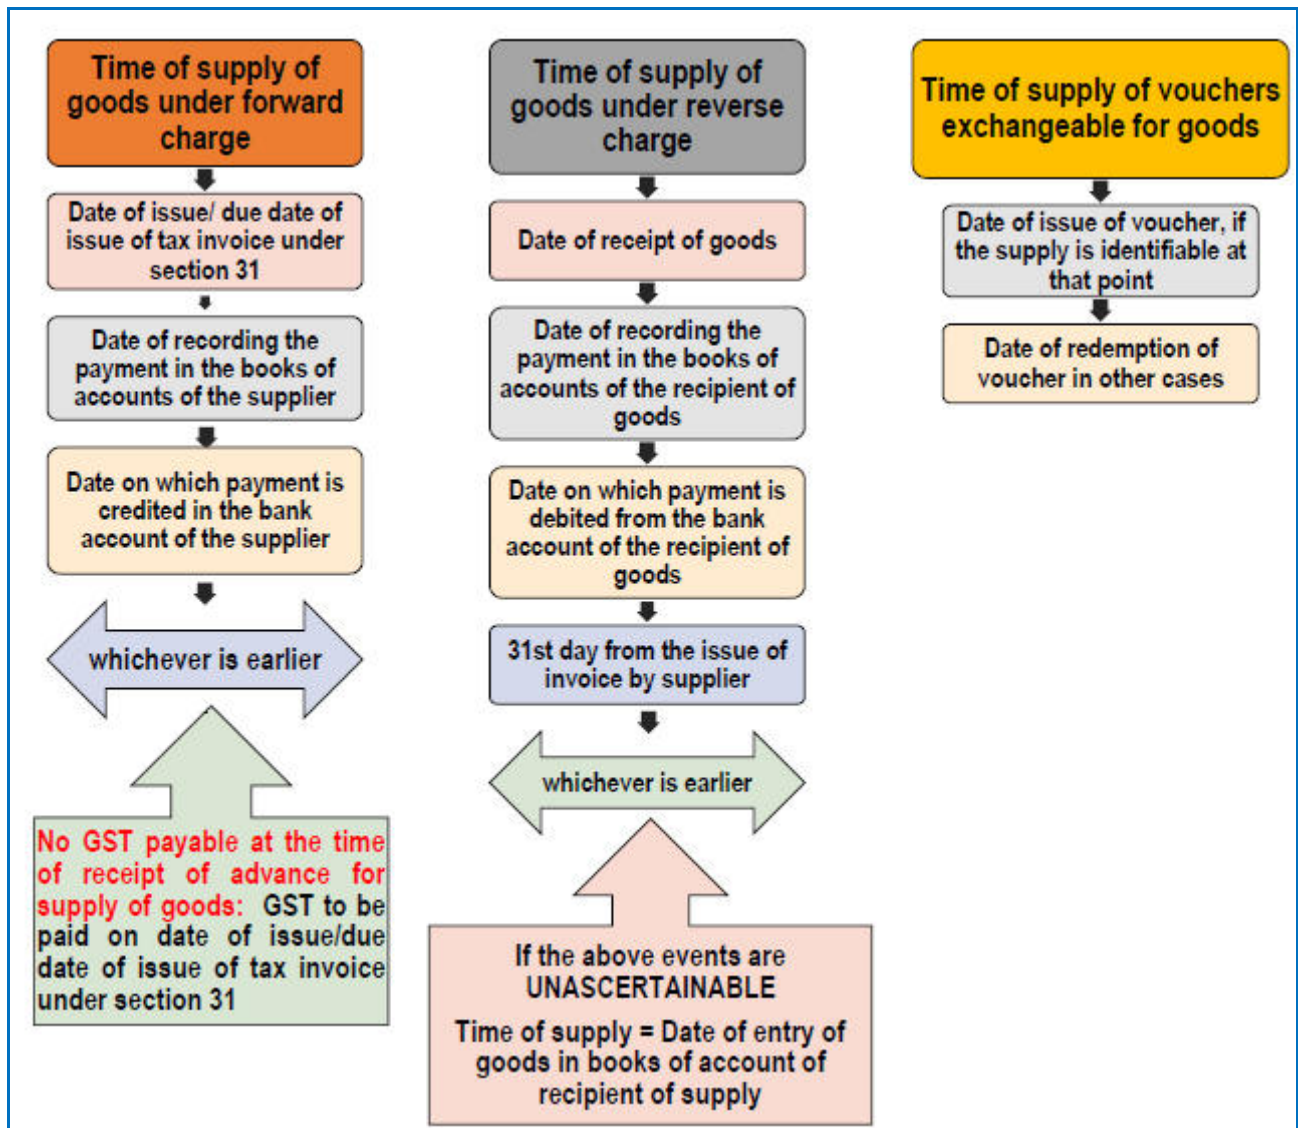 Time of supply of
goods under forward
charge
Date of issue/ due date of
issue of tax invoice under
section 31
Date of recording the
payment in the books of
accounts of the supplier
Date on which payment is
credited in the bank
account of the supplier
whichever is earlier
No GST payable at the time
of receipt of advance for
supply of goods: GST to be
paid on date of issue/due
date of issue of tax invoice
under section 31
Time of supply of
goods under reverse
charge
Date of receipt of goods
Date of recording the
payment in the books of
accounts of the recipient of
goods
Date on which payment is
debited from the bank
account of the recipient of
goods
31st day from the issue of
invoice by supplier
whichever is earlier
If the above events are
UNASCERTAINABLE
Time of supply = Date of entry of
goods in books of account of
recipient of supply
Time of supply of vouchers
exchangeable for goods
Date of issue of voucher, if
the supply is identifiable at
that point
Date of redemption of
voucher in other cases